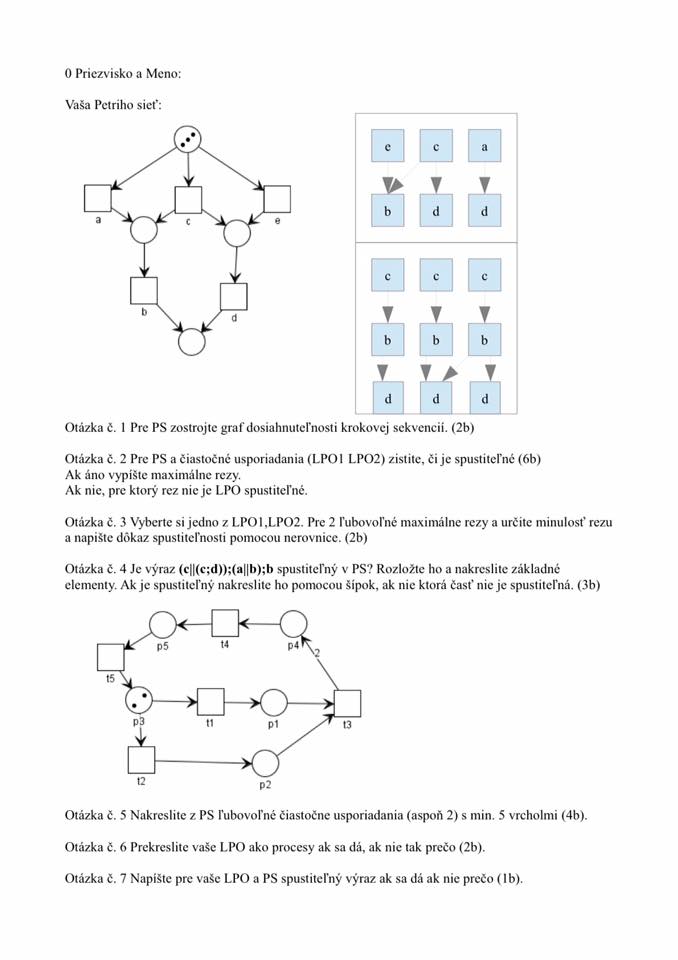 0 Priezvisko a Meno:
Vaša Petriho sieť:
a
c
e
b
d
e c a
b d d
c c c
b b b
d d d
Otázka č. 1 Pre PS zostrojte graf dosiahnuteľnosti krokovej sekvencií. (2b)
Otázka č. 2 Pre PS a čiastočné usporiadania (LPO1 LPO2) zistite, či je spustiteľné (6b)
Ak áno vypíšte maximálne rezy.
Ak nie, pre ktorý rez nie je LPO spustiteľné.
Otázka č. 3 Vyberte si jedno z LPO1,LPO2. Pre 2 ľubovoľné maximálne rezy a určite minulosť rezu
a napište dôkaz spustiteľnosti pomocou nerovnice. (2b)
Otázka č. 4 Je výraz (c||(c;d));(a||b);b spustiteľný v PS? Rozložte ho a nakreslite základné
elementy. Ak je spustiteľný nakreslite ho pomocou šípok, ak nie ktorá časť nie je spustiteľná. (3b)
p5 t4 p4 2
t5
p3 t1 p1 t3
t2 p2
Otázka č. 5 Nakreslite z PS ľubovoľné čiastočne usporiadania (aspoň 2) s min. 5 vrcholmi (4b).
Otázka č. 6 Prekreslite vaše LPO ako procesy ak sa dá, ak nie tak prečo (2b).
Otázka č. 7 Napíšte pre vaše LPO a PS spustiteľný výraz ak sa dá ak nie prečo (1b).